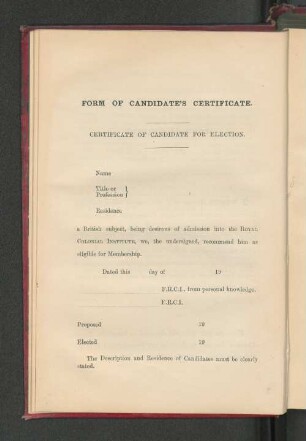 FORM OF CANDIDATE'S CERTIFICATE.
CERTIFICATE OF CANDIDATE FOR ELECTION.
Name
Title or
Profession
Residence
a British subject, being desirous of admission into the ROYAL
COLONIAL INSTITUTE, we, the undersigned, recommend him as
eligible for Membership.
Dated this day of 19
F.R.C.I., from personal knowledge.
F.R.C.I.
Proposed 19
Elected 19
The Description and Residence of Candidates must be clearly
stated.